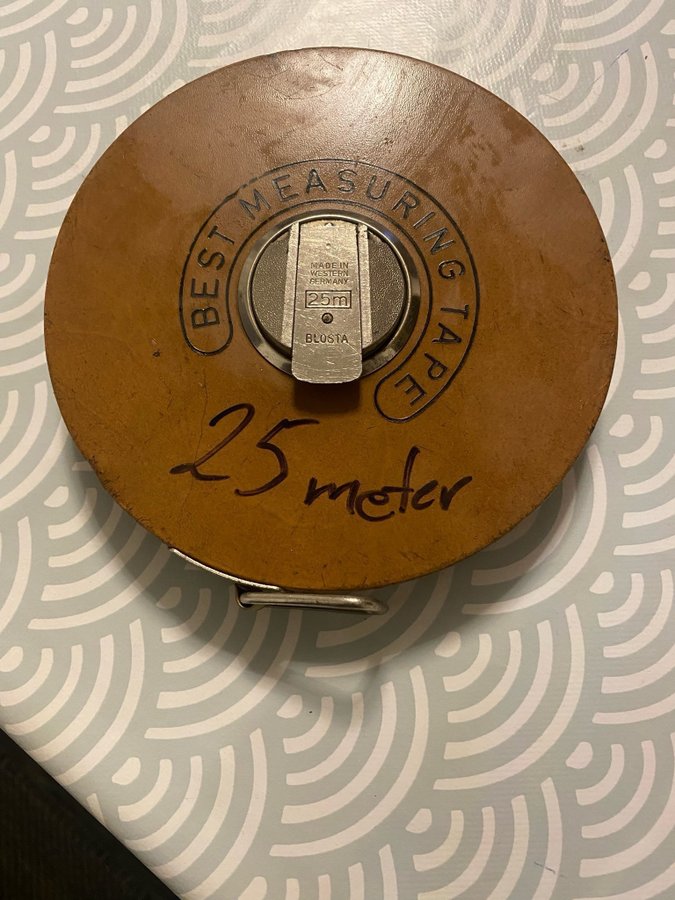 BEST MEASURING TAPE
MADE IN
WESTERN
GERMANY
25m
BLOSTA
25 meter